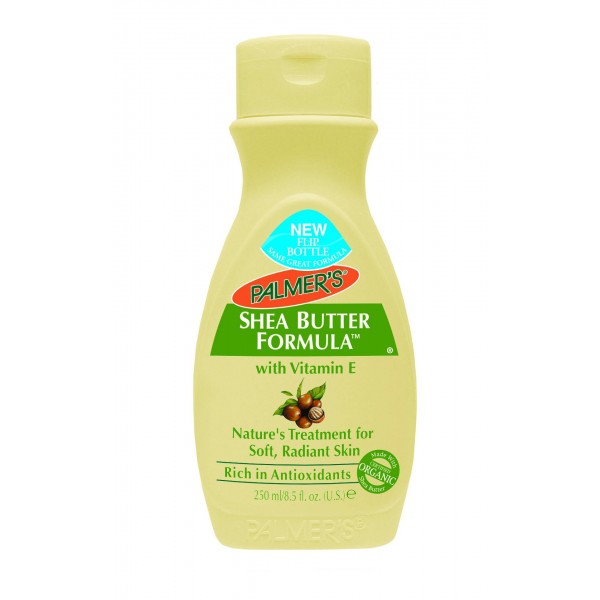 NEW
FLIP
BOTTLE
SAME GREAT FORMULA
PALMER'S®
SHEA BUTTER
FORMULA™
®
with Vitamin E
Nature's Treatment for
Soft, Radiant Skin
Rich in Antioxidants
Made With
CERTIFIED
ORGANIC
Shea Butter
250 ml/8.5 fl. oz. (U.S.)℮
PALMER'S®